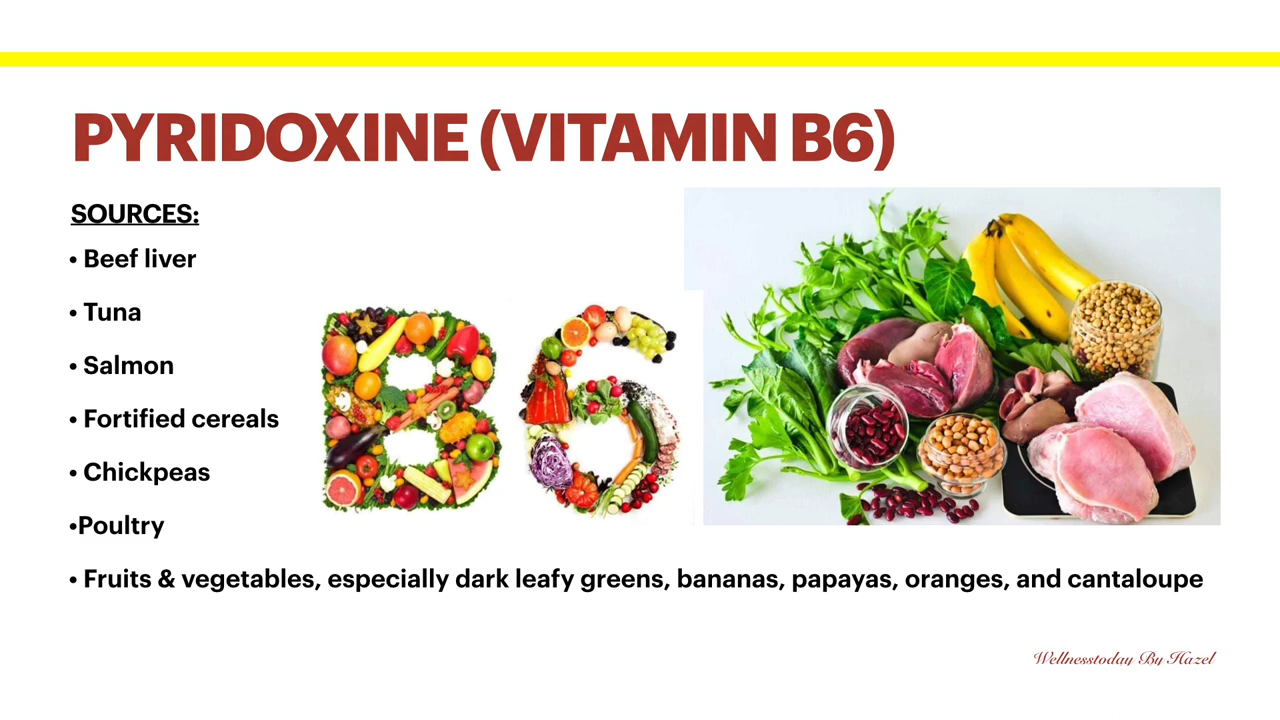 PYRIDOXINE (VITAMIN B6)
SOURCES:
• Beef liver
• Tuna
• Salmon
• Fortified cereals
• Chickpeas
•Poultry
• Fruits & vegetables, especially dark leafy greens, bananas, papayas, oranges, and cantaloupe
B6
Wellnesstoday By Hazel